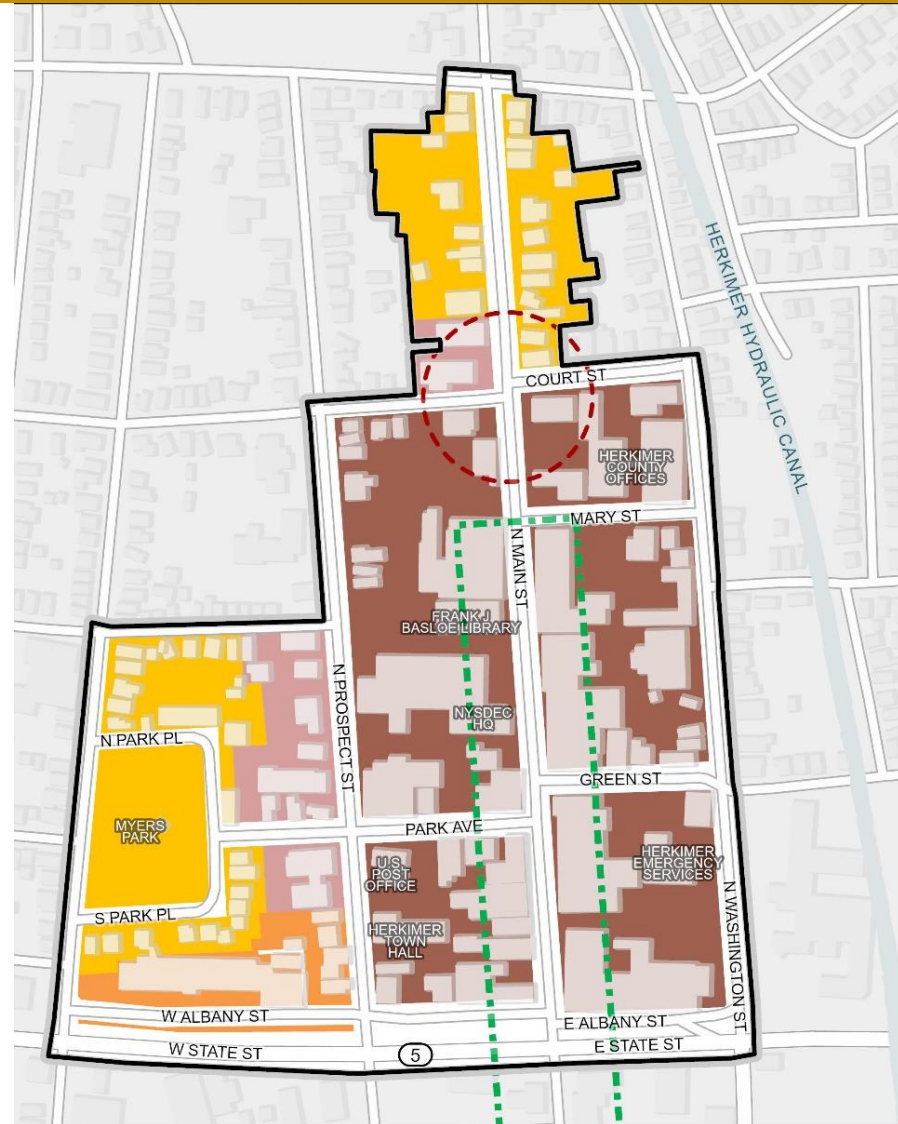 HERKIMER HYDRAULIC CANAL
COURT ST
HERKIMER
COUNTY
OFFICES
MARY ST
N MAIN ST
FRANK J
BASLOE LIBRARY
N PROSPECT ST
NYSDEC
HQ
N PARK PL
GREEN ST
MYERS
PARK
PARK AVE
U.S.
POST
OFFICE
HERKIMER
EMERGENCY
SERVICES
N WASHINGTON ST
S PARK PL
HERKIMER
TOWN
HALL
W ALBANY ST
E ALBANY ST
W STATE ST
5
E STATE ST